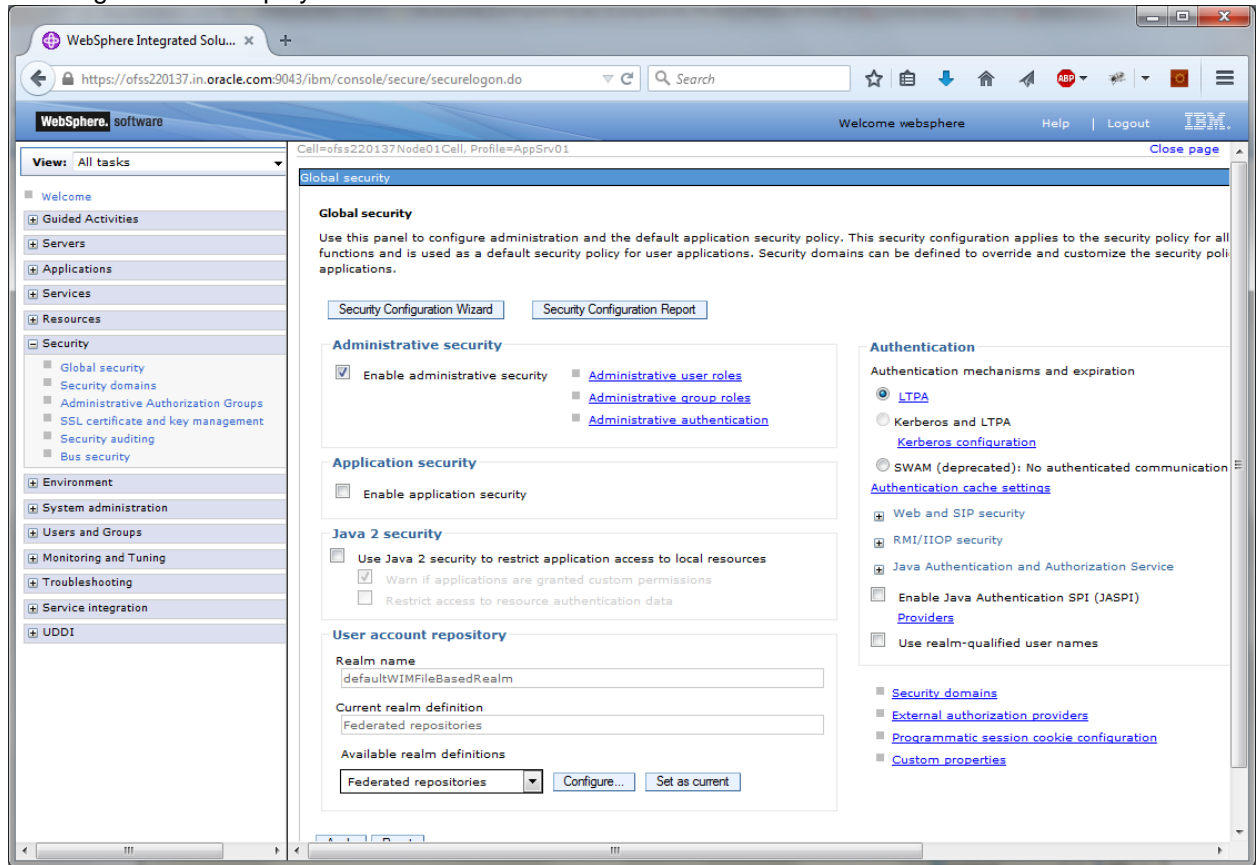 WebSphere Integrated Solu... × +
https://ofss220137.in.oracle.com:9043/ibm/console/secure/securelogon.do Search ABP
WebSphere. software Welcome websphere Help | Logout IBM.
View: All tasks
Welcome
Guided Activities
Servers
Applications
Services
Resources
Security
Global security
Security domains
Administrative Authorization Groups
SSL certificate and key management
Security auditing
Bus security
Environment
System administration
Users and Groups
Monitoring and Tuning
Troubleshooting
Service integration
UDDI
Cell=ofss220137Node01Cell, Profile=AppSrv01 Close page
Global security
Global security
Use this panel to configure administration and the default application security policy. This security configuration applies to the security policy for all
functions and is used as a default security policy for user applications. Security domains can be defined to override and customize the security poli
applications.
Security Configuration Wizard Security Configuration Report
Administrative security
Enable administrative security
Administrative user roles
Administrative group roles
Administrative authentication
Application security
Enable application security
Java 2 security
Use Java 2 security to restrict application access to local resources
Warn if applications are granted custom permissions
Restrict access to resource authentication data
User account repository
Realm name
defaultWIMFileBasedRealm
Current realm definition
Federated repositories
Available realm definitions
Federated repositories Configure... Set as current
Authentication
Authentication mechanisms and expiration
LTPA
Kerberos and LTPA
Kerberos configuration
SWAM (deprecated): No authenticated communication
Authentication cache settings
Web and SIP security
RMI/IIOP security
Java Authentication and Authorization Service
Enable Java Authentication SPI (JASPI)
Providers
Use realm-qualified user names
Security domains
External authorization providers
Programmatic session cookie configuration
Custom properties